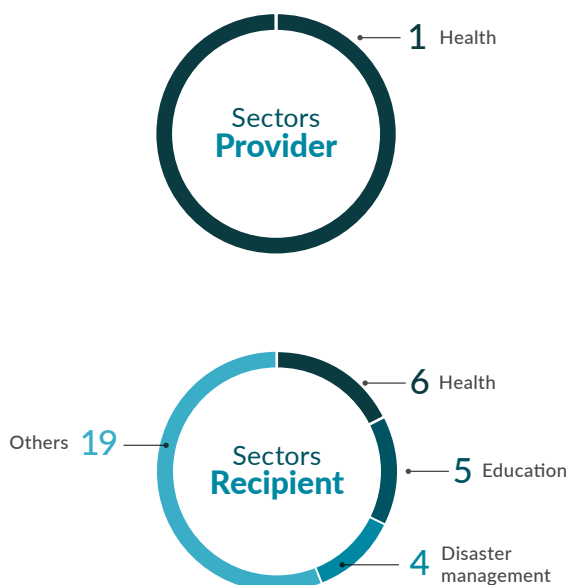 1 Health
Sectors
Provider
6 Health
Others 19
Sectors
Recipient
5 Education
4 Disaster
management